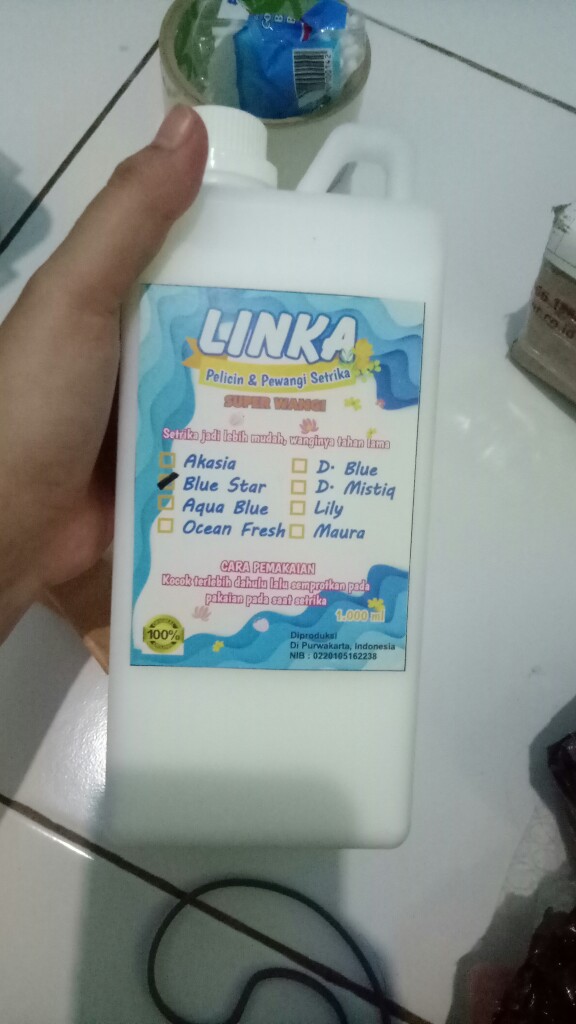 LINKA
Pelicin & Pewangi Setrika
SUPER WANGI
Setrika jadi lebih mudah, wanginya tahan lama
Akasia
Blue Star
Aqua Blue
Ocean Fresh
D. Blue
D. Mistiq
Lily
Maura
CARA PEMAKAIAN
Kocok terlebih dahulu lalu semprotkan pada
pakaian pada saat setrika
1.000 ml
100%
Diproduksi
Di Purwakarta, Indonesia
NIB : 0220105162238